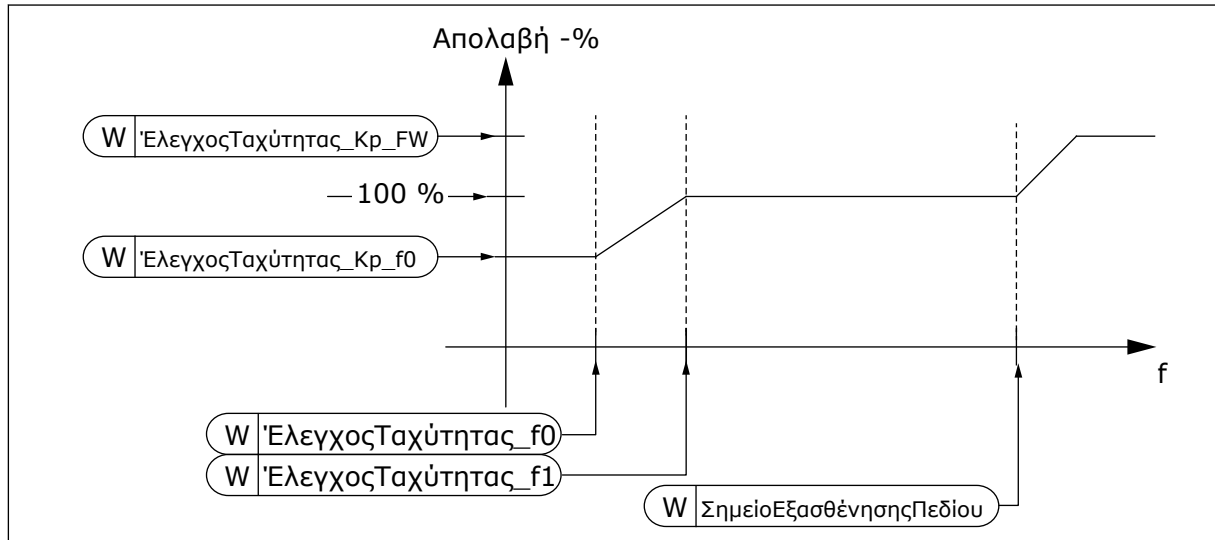 Απολαβή -%
W ΈλεγχοςΤαχύτητας_Kp_FW
100 %
W ΈλεγχοςΤαχύτητας_Kp_f0
f
W ΈλεγχοςΤαχύτητας_f0
W ΈλεγχοςΤαχύτητας_f1
W ΣημείοΕξασθένησηςΠεδίου